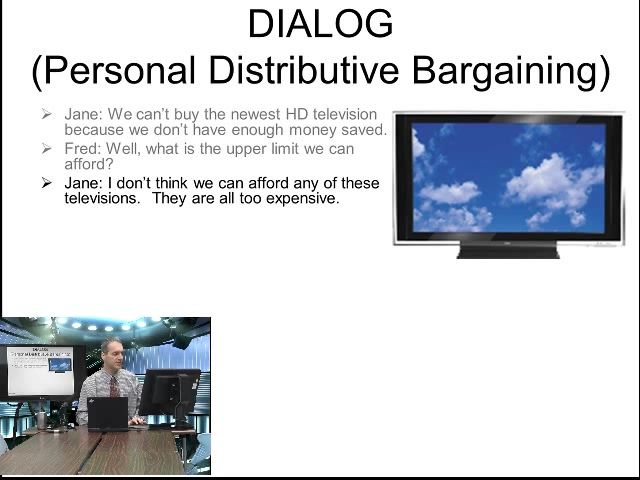 DIALOG
(Personal Distributive Bargaining)
➢ Jane: We can't buy the newest HD television
because we don't have enough money saved.
➢ Fred: Well, what is the upper limit we can
afford?
➢ Jane: I don't think we can afford any of these
televisions.  They are all too expensive.